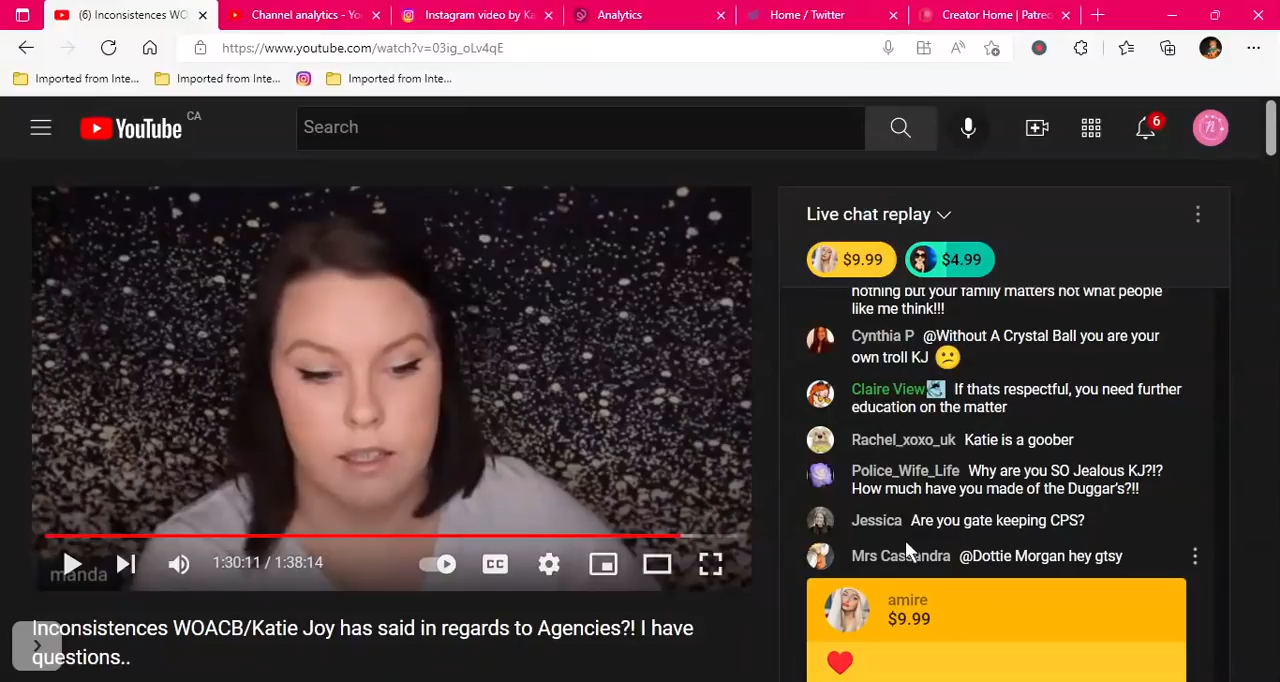 (6) Inconsistences WO
Channel analytics - Yo
Instagram video by Ka
Analytics
Home / Twitter
Creator Home | Patre
https://www.youtube.com/watch?v=03ig_oLv4qE
Imported from Inte...
Imported from Inte...
Imported from Inte...
YouTube CA
Search
6
Live chat replay
$9.99
$4.99
nothing but your family matters not what people
like me think!!!
Cynthia P @Without A Crystal Ball you are your
own troll KJ 😕
Claire View If thats respectful, you need further
education on the matter
Rachel_xoxo_uk Katie is a goober
Police_Wife_Life Why are you SO Jealous KJ?!?
How much have you made of the Duggar's?!!
Jessica Are you gate keeping CPS?
Mrs Cassandra @Dottie Morgan hey gtsy
amire
$9.99
❤️
1:30:11 / 1:38:14
CC
manda
Inconsistences WOACB/Katie Joy has said in regards to Agencies?! I have
questions..